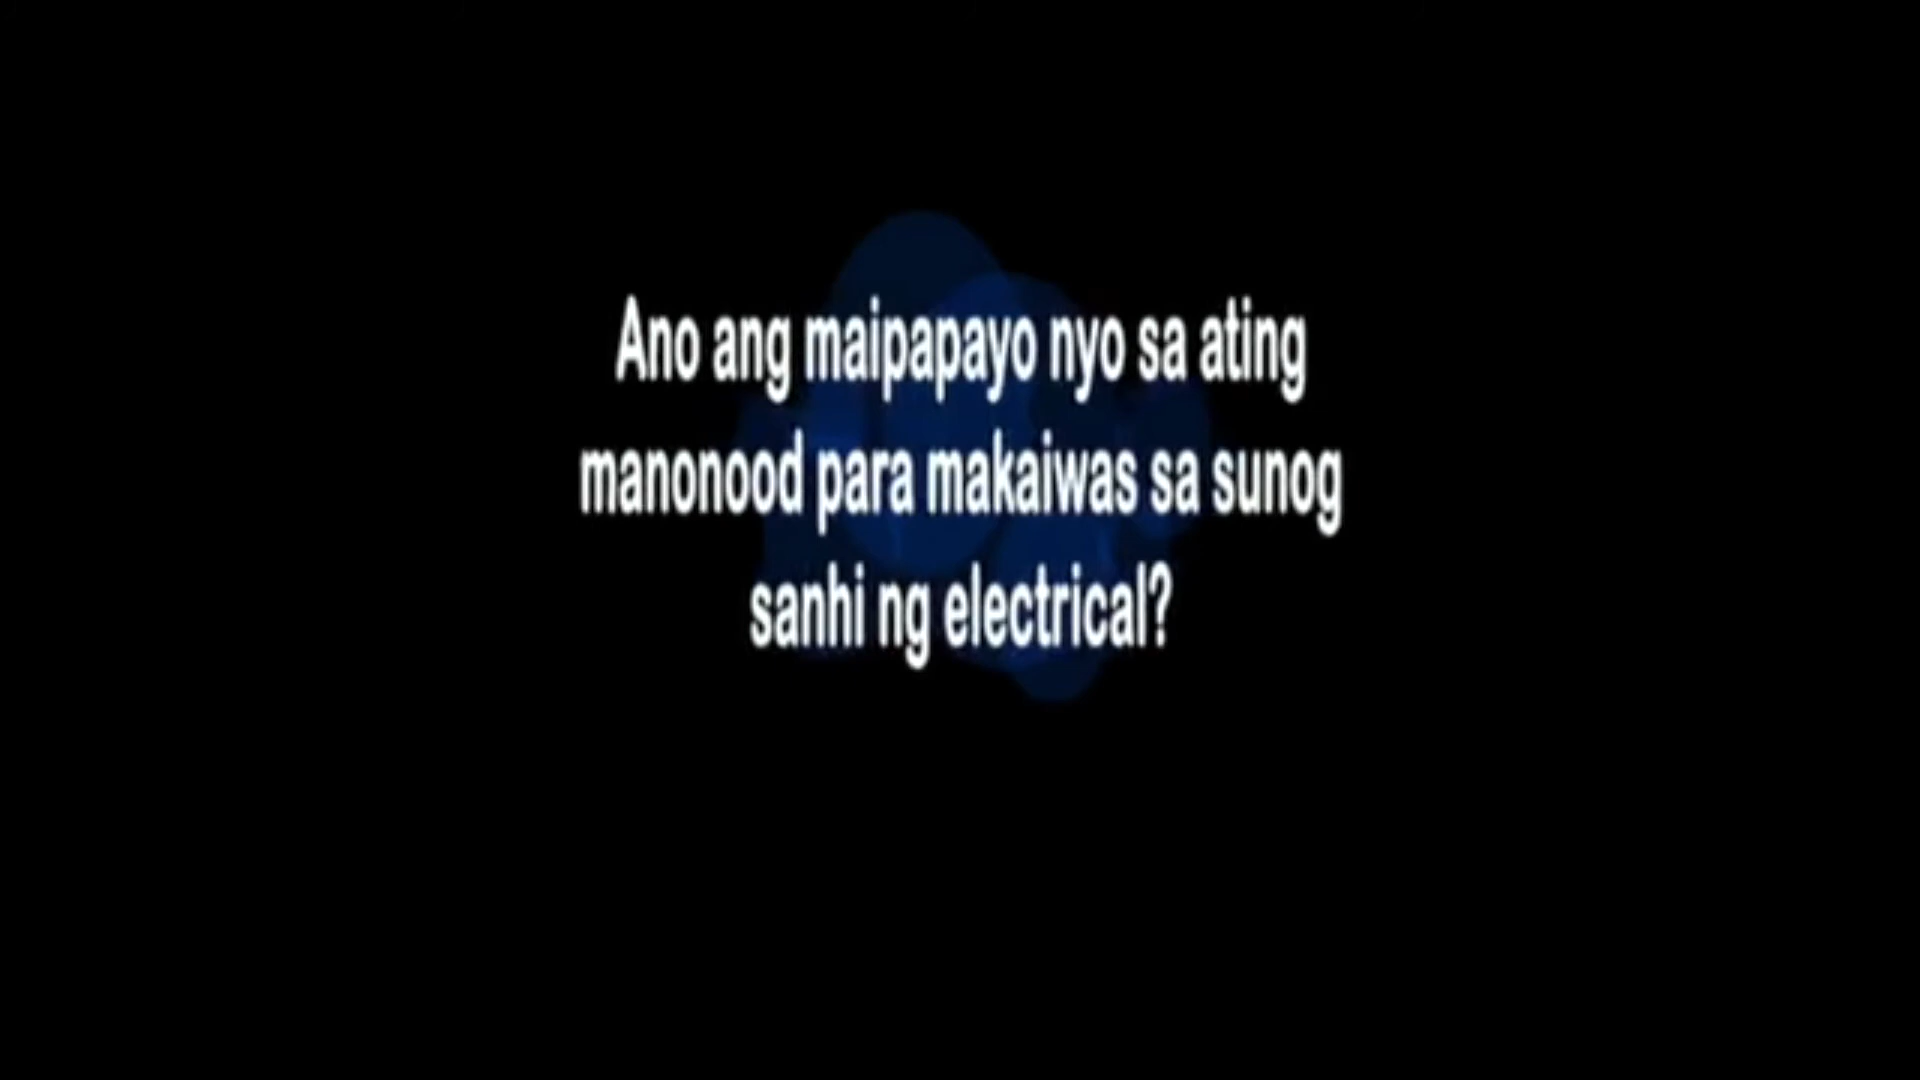 Ano ang maipapayo nyo sa ating
manonood para makaiwas sa sunog
sanhi ng electrical?